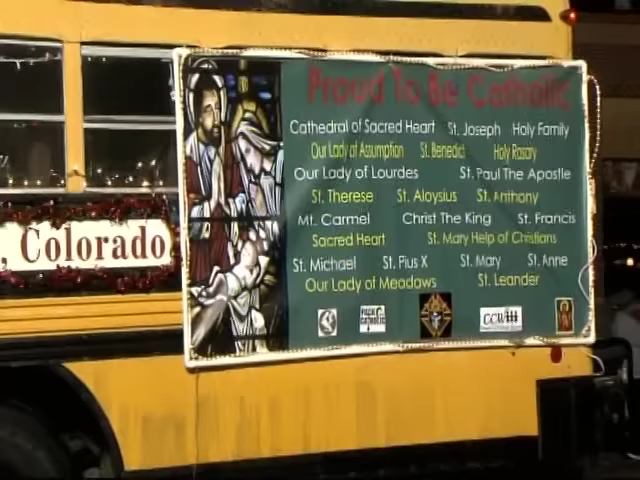 Proud To Be Catholic
Cathedral of Sacred Heart St. Joseph Holy Family
Our Lady of Assumption St. Benedict Holy Rosary
Our Lady of Lourdes St. Paul The Apostle
St. Therese St. Aloysius St. Anthony
Mt. Carmel Christ The King St. Francis
Sacred Heart St. Mary Help of Christians
St. Michael St. Pius X St. Mary St. Anne
Our Lady of Meadows St. Leander
CCW
, Colorado